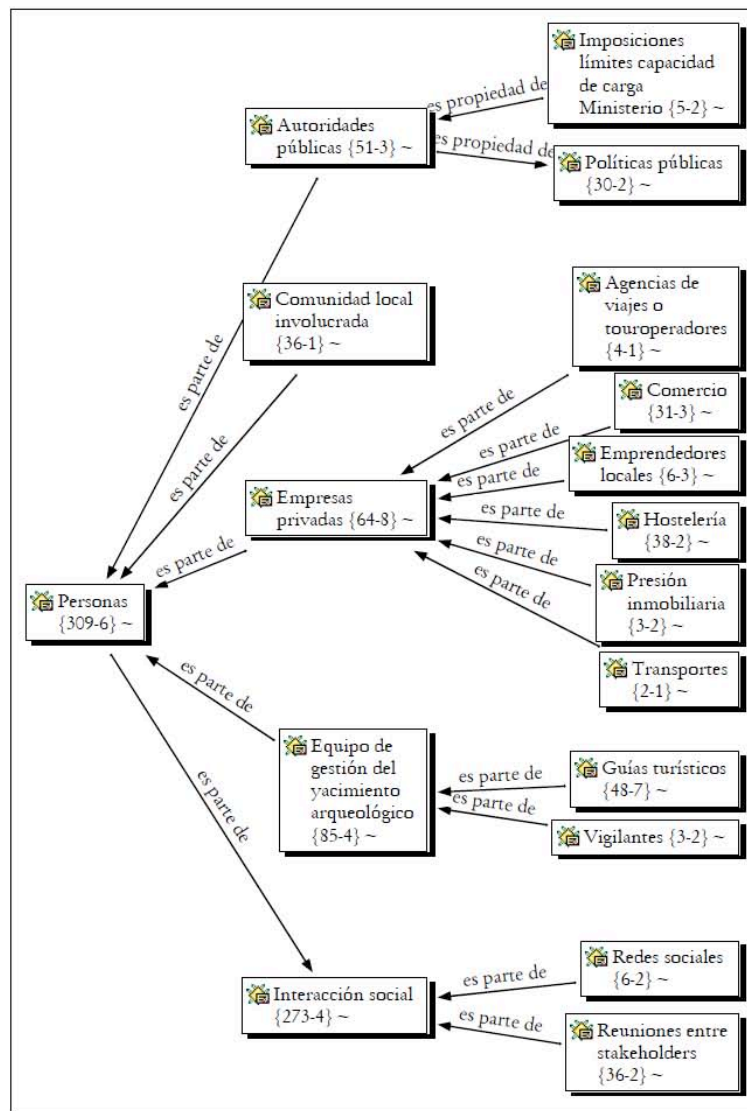 Imposiciones
límites capacidad
de carga
Ministerio {5-2} ~
es propiedad de
Autoridades
públicas {51-3} ~
es propiedad de
Políticas públicas
{30-2} ~
Comunidad local
involucrada
{36-1} ~
es parte de
es parte de
Agencias de
viajes o
touroperadores
{4-1} ~
es parte de
Comercio
{31-3} ~
es parte de
Emprendedores
locales {6-3} ~
es parte de
Empresas
privadas {64-8} ~
Hostelería
{38-2} ~
es parte de
es parte de
Presión
inmobiliaria
{3-2} ~
es parte de
es parte de
Transportes
{2-1} ~
Personas
{309-6} ~
es parte de
Equipo de
gestión del
yacimiento
arqueológico
{85-4} ~
es parte de
Guías turísticos
{48-7} ~
es parte de
Vigilantes {3-2} ~
es parte de
Interacción social
{273-4} ~
es parte de
Redes sociales
{6-2} ~
es parte de
Reuniones entre
stakeholders
{36-2} ~